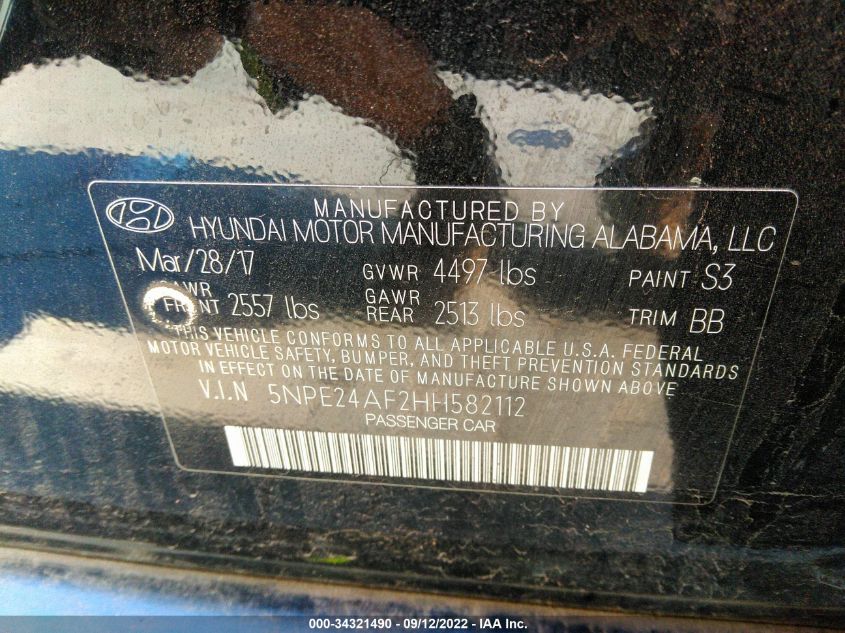 MANUFACTURED BY
HYUNDAI MOTOR MANUFACTURING ALABAMA, LLC
Mar/28/17 GVWR 4497 lbs PAINT S3
GAWR FRONT 2557 lbs GAWR REAR 2513 lbs TRIM BB
THIS VEHICLE CONFORMS TO ALL APPLICABLE U.S.A. FEDERAL
MOTOR VEHICLE SAFETY, BUMPER, AND THEFT PREVENTION STANDARDS
IN EFFECT ON THE DATE OF MANUFACTURE SHOWN ABOVE
V.I.N 5NPE24AF2HH582112
PASSENGER CAR
000-34321490 - 09/12/2022 - IAA Inc.